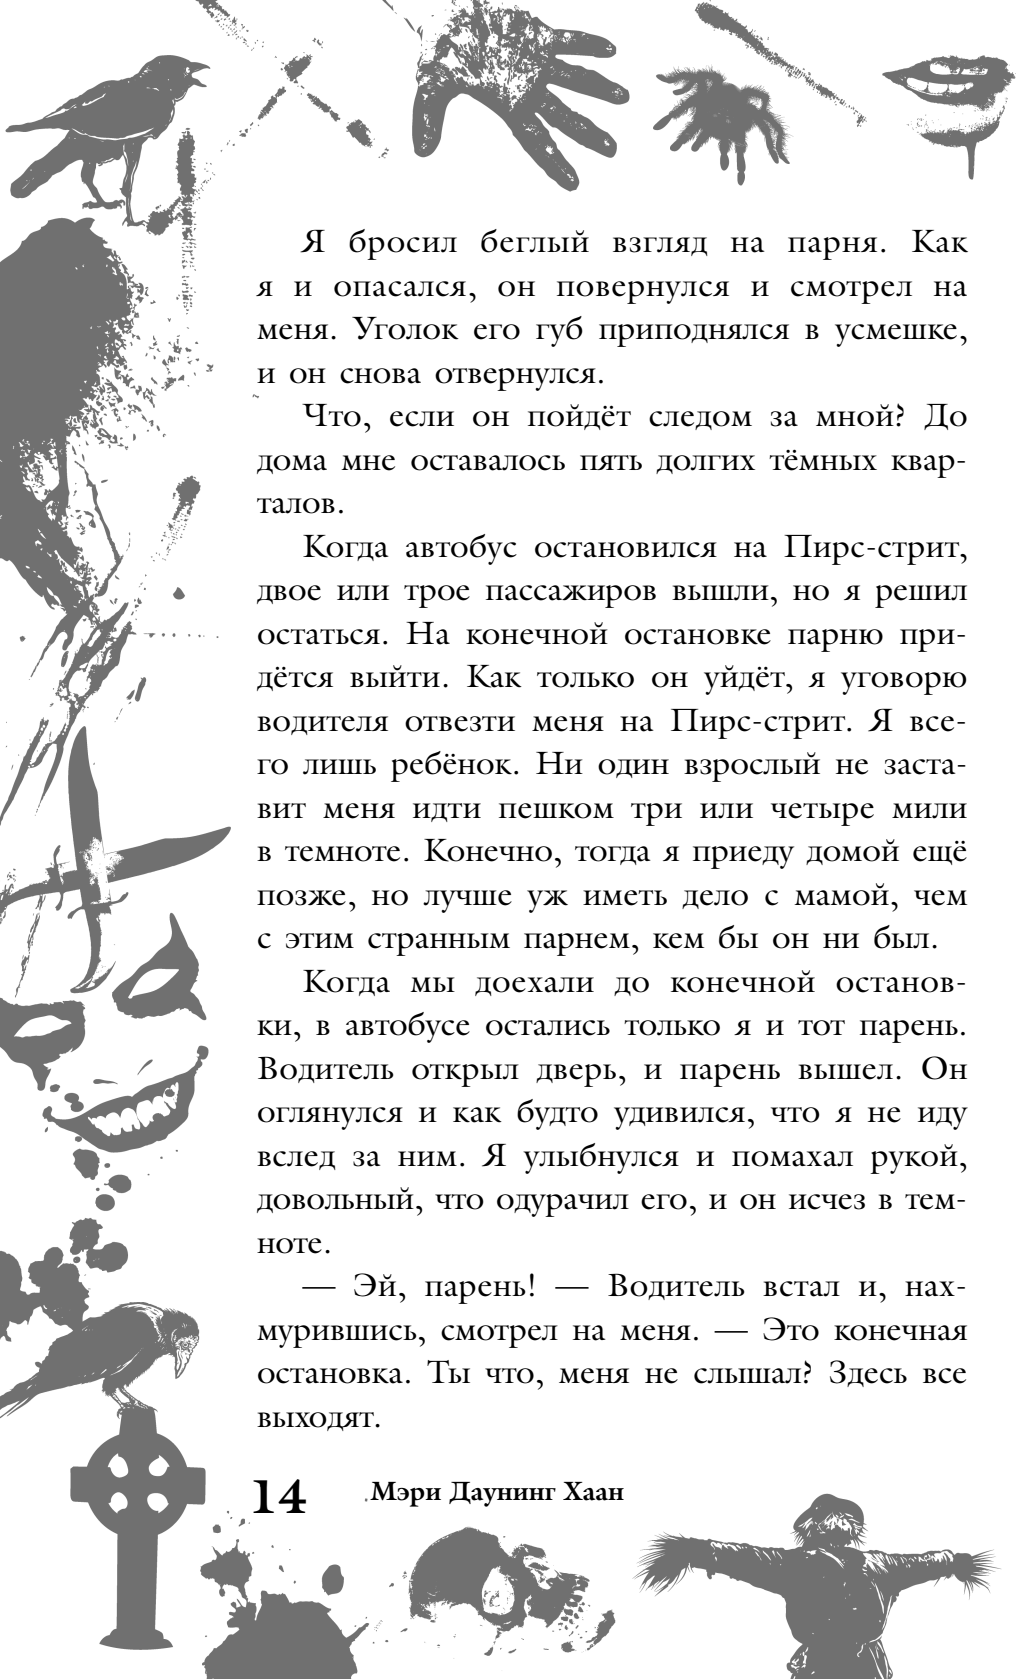 Я бросил беглый взгляд на парня. Как
я и опасался, он повернулся и смотрел на
меня. Уголок его губ приподнялся в усмешке,
и он снова отвернулся.
Что, если он пойдёт следом за мной? До
дома мне оставалось пять долгих тёмных квар-
талов.
Когда автобус остановился на Пирс-стрит,
двое или трое пассажиров вышли, но я решил
остаться. На конечной остановке парню при-
дётся выйти. Как только он уйдёт, я уговорю
водителя отвезти меня на Пирс-стрит. Я все-
го лишь ребёнок. Ни один взрослый не заста-
вит меня идти пешком три или четыре мили
в темноте. Конечно, тогда я приеду домой ещё
позже, но лучше уж иметь дело с мамой, чем
с этим странным парнем, кем бы он ни был.
Когда мы доехали до конечной останов-
ки, в автобусе остались только я и тот парень.
Водитель открыл дверь, и парень вышел. Он
оглянулся и как будто удивился, что я не иду
вслед за ним. Я улыбнулся и помахал рукой,
довольный, что одурачил его, и он исчез в тем-
ноте.
— Эй, парень! — Водитель встал и, нах-
мурившись, смотрел на меня. — Это конечная
остановка. Ты что, меня не слышал? Здесь все
выходят.
14 Мэри Даунинг Хаан